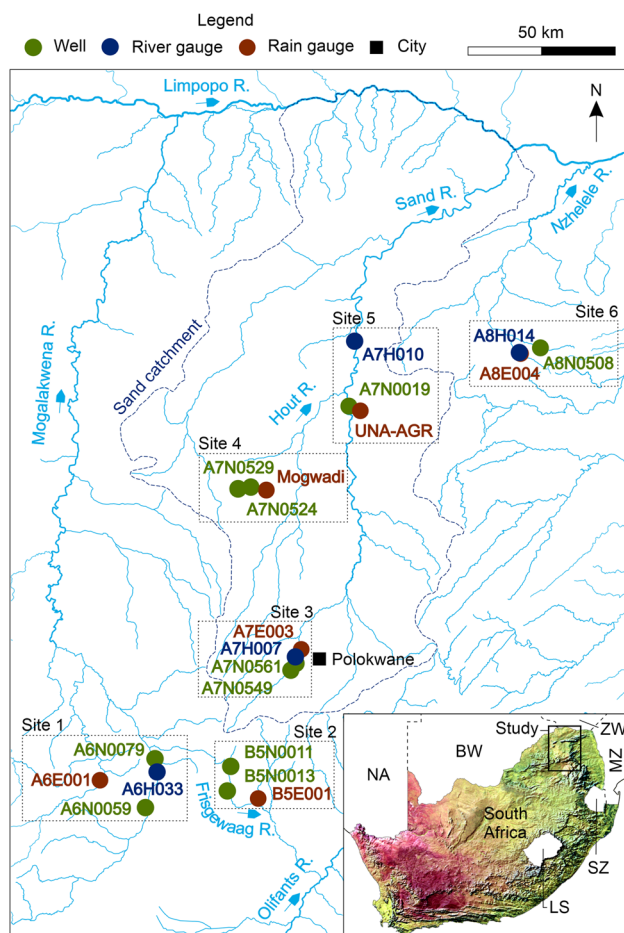 Legend
Well
River gauge
Rain gauge
City
50 km
Limpopo R.
N
Sand R.
Nzhelele R.
Site 6
A8H014
A8E004
A8N0508
Site 5
A7H010
A7N0019
UNA-AGR
Sand catchment
Mogalakwena R.
Hout R.
Site 4
A7N0529
Mogwadi
A7N0524
Site 3
A7E003
A7H007
A7N0561
A7N0549
Polokwane
Site 1
A6N0079
A6E001
A6H033
A6N0059
Site 2
B5N0011
B5N0013
B5E001
Frisgewaag R.
Olifants R.
Study
ZW
BW
MZ
NA
South
Africa
SZ
LS